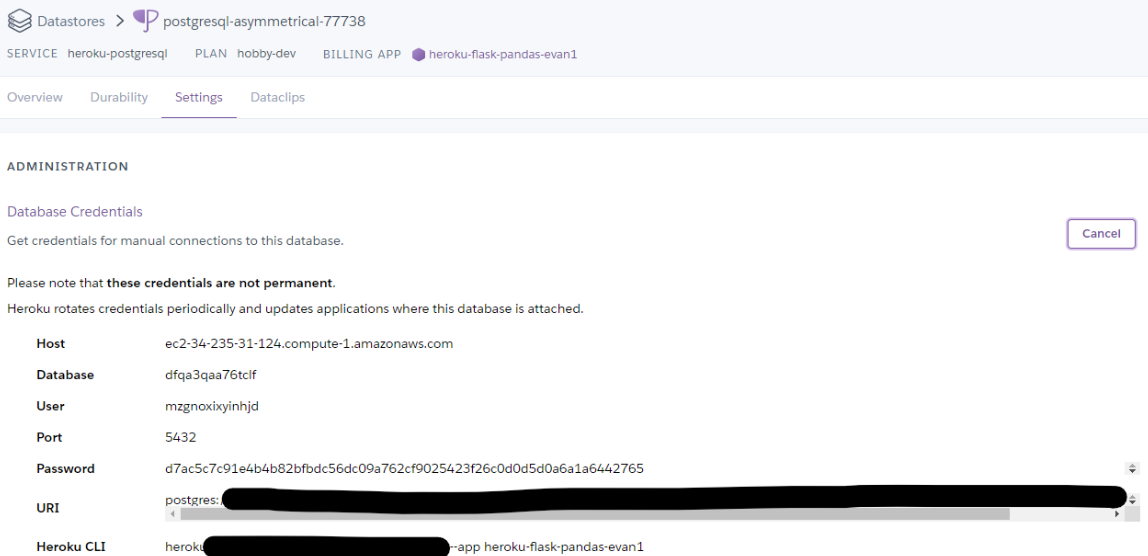 Datastores > postgresql-asymmetrical-77738
SERVICE heroku-postgresql PLAN hobby-dev BILLING APP heroku-flask-pandas-evan1
Overview Durability Settings Dataclips
ADMINISTRATION
Database Credentials
Get credentials for manual connections to this database.
Cancel
Please note that these credentials are not permanent.
Heroku rotates credentials periodically and updates applications where this database is attached.
Host ec2-34-235-31-124.compute-1.amazonaws.com
Database dfqa3qaa76tclf
User mzgnoxixyinhjd
Port 5432
Password d7ac5c7c91e4b4b82bfbdc56dc09a762cf9025423f26c0d0d5d0a6a1a6442765
URI postgres:
Heroku CLI heroku --app heroku-flask-pandas-evan1